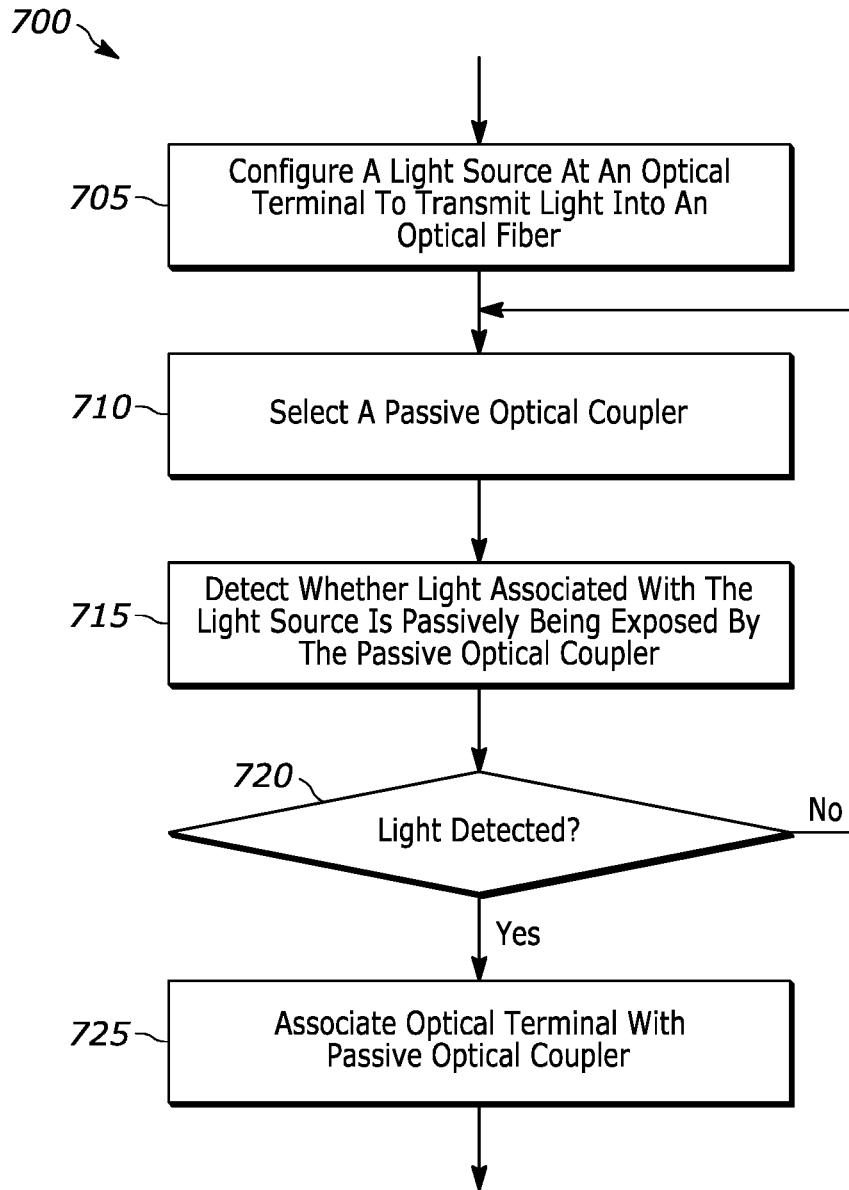 700
705
Configure A Light Source At An Optical
Terminal To Transmit Light Into An
Optical Fiber
710
Select A Passive Optical Coupler
715
Detect Whether Light Associated With The
Light Source Is Passively Being Exposed By
The Passive Optical Coupler
720
Light Detected?
No
Yes
725
Associate Optical Terminal With
Passive Optical Coupler